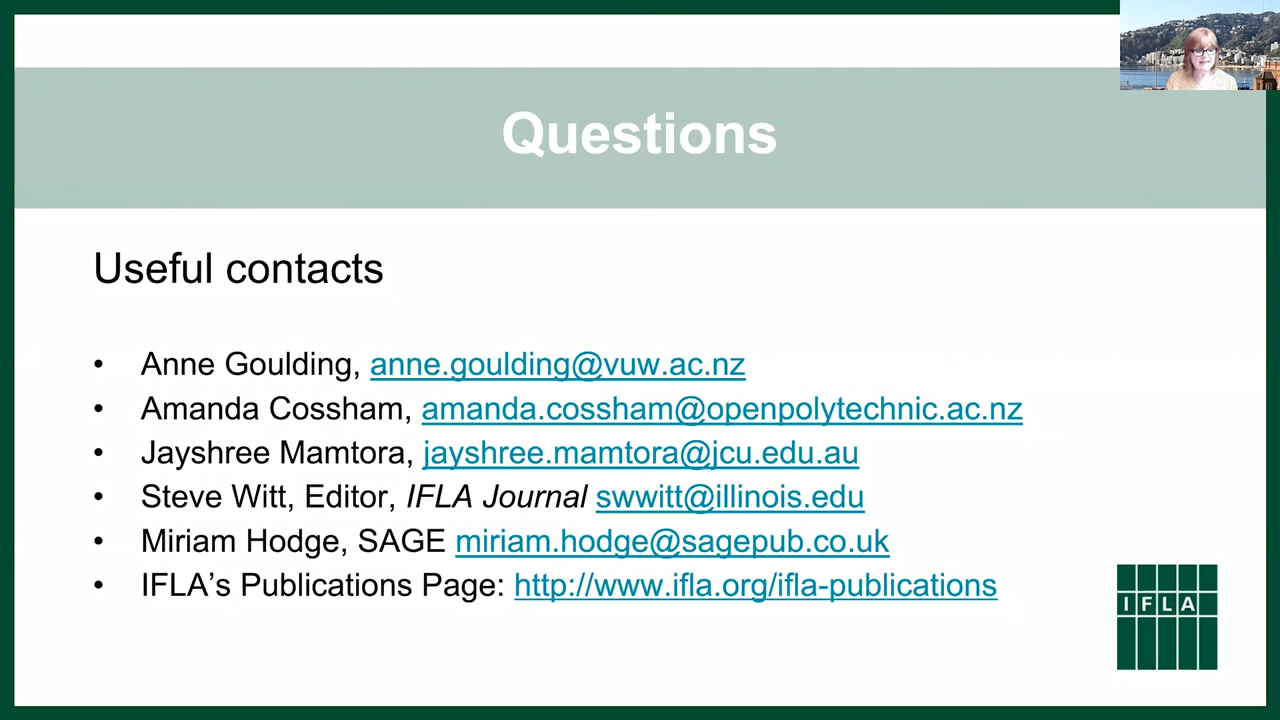 Questions
Useful contacts
• Anne Goulding, anne.goulding@vuw.ac.nz
• Amanda Cossham, amanda.cossham@openpolytechnic.ac.nz
• Jayshree Mamtora, jayshree.mamtora@jcu.edu.au
• Steve Witt, Editor, IFLA Journal swwitt@illinois.edu
• Miriam Hodge, SAGE miriam.hodge@sagepub.co.uk
• IFLA’s Publications Page: http://www.ifla.org/ifla-publications
IFLA